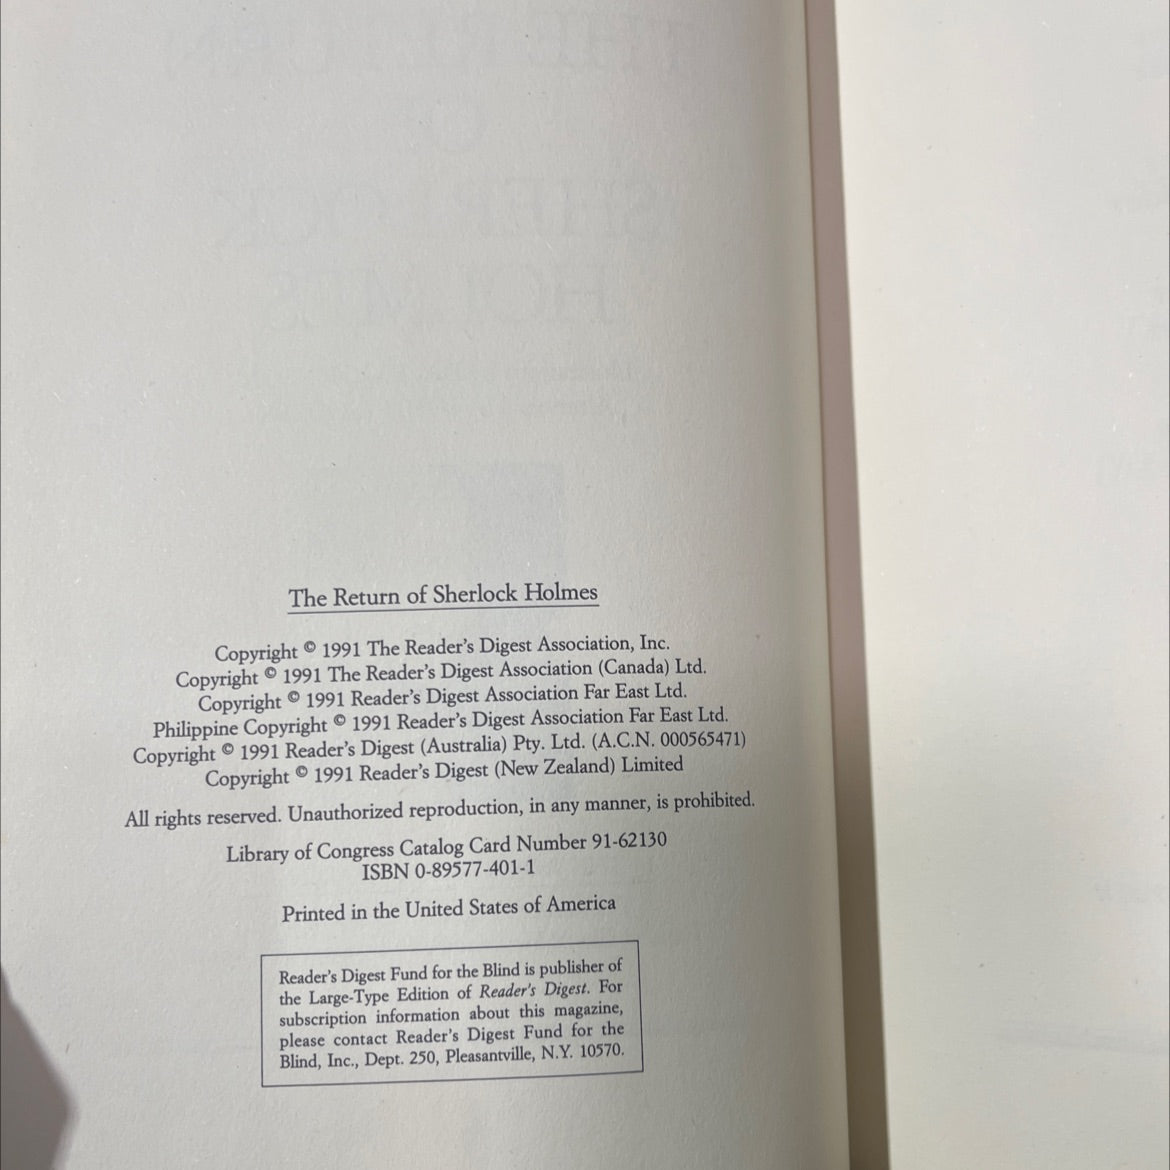 The Return of Sherlock Holmes
Copyright © 1991 The Reader's Digest Association, Inc.
Copyright © 1991 The Reader's Digest Association (Canada) Ltd.
Copyright © 1991 Reader's Digest Association Far East Ltd.
Philippine Copyright © 1991 Reader's Digest Association Far East Ltd.
Copyright © 1991 Reader's Digest (Australia) Pty. Ltd. (A.C.N. 000565471)
Copyright © 1991 Reader's Digest (New Zealand) Limited
All rights reserved. Unauthorized reproduction, in any manner, is prohibited.
Library of Congress Catalog Card Number 91-62130
ISBN 0-89577-401-1
Printed in the United States of America
Reader's Digest Fund for the Blind is publisher of
the Large-Type Edition of Reader's Digest. For
subscription information about this magazine,
please contact Reader's Digest Fund for the
Blind, Inc., Dept. 250, Pleasantville, N.Y. 10570.